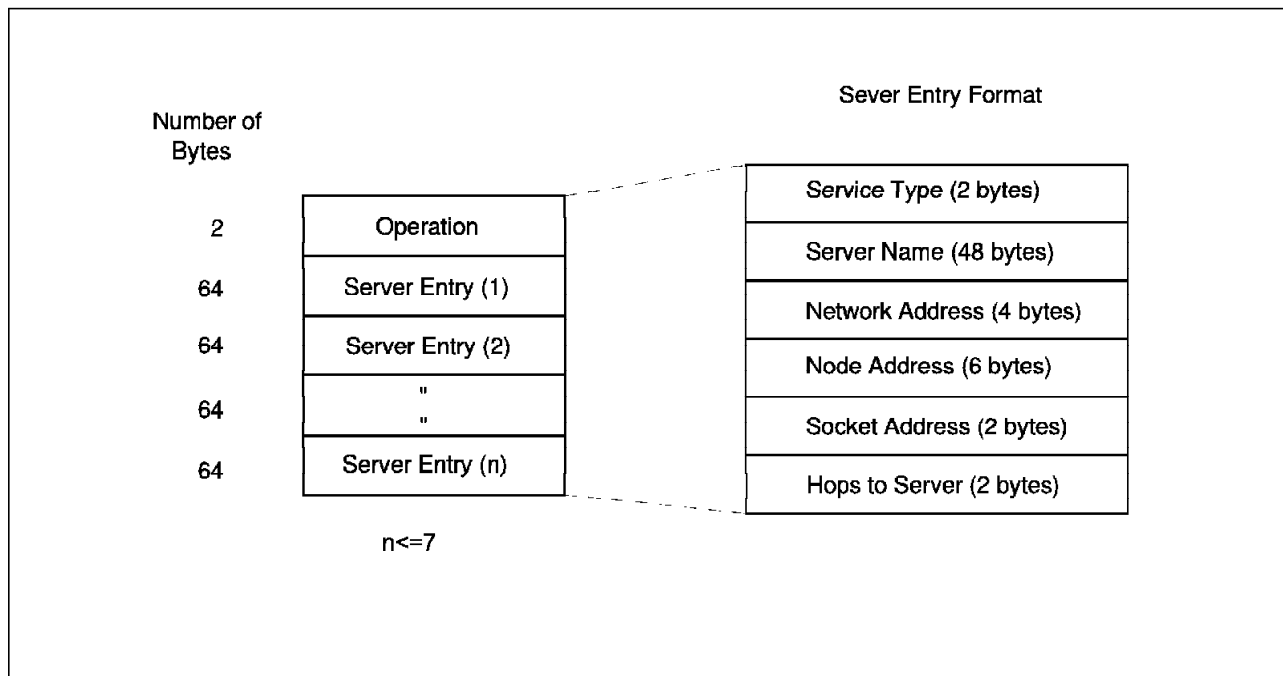 Sever Entry Format
Number of
Bytes
2
Operation
64
Server Entry (1)
64
Server Entry (2)
64
"
"
64
Server Entry (n)
n<=7
Service Type (2 bytes)
Server Name (48 bytes)
Network Address (4 bytes)
Node Address (6 bytes)
Socket Address (2 bytes)
Hops to Server (2 bytes)